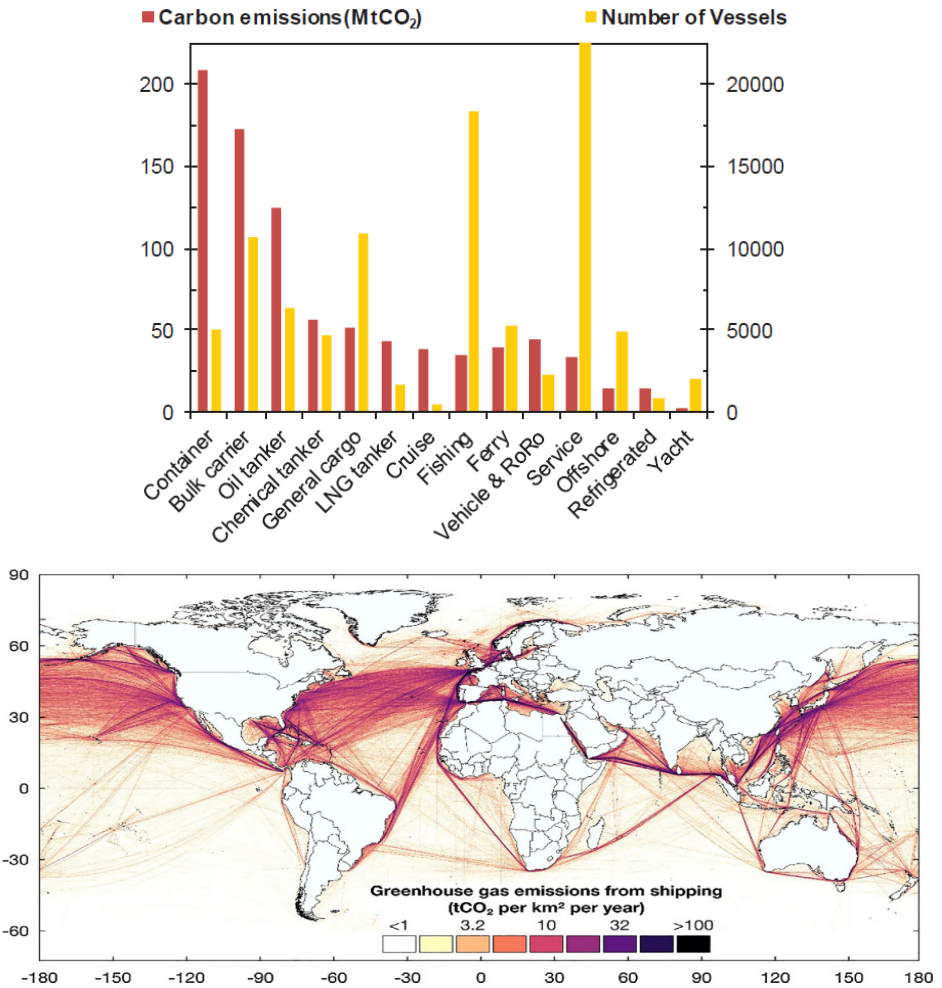 Carbon emissions(MtCO₂) Number of Vessels
200 20000
150 15000
100 10000
50 5000
0 0
Container
Bulk carrier
Oil tanker
Chemical tanker
General cargo
LNG tanker
Cruise
Fishing
Ferry
Vehicle & RoRo
Service
Offshore
Refrigerated
Yacht
90
60
30
0
-30
-60
Greenhouse gas emissions from shipping
(tCO₂ per km² per year)
<1 3.2 10 32 >100
-180 -150 -120 -90 -60 -30 0 30 60 90 120 150 180